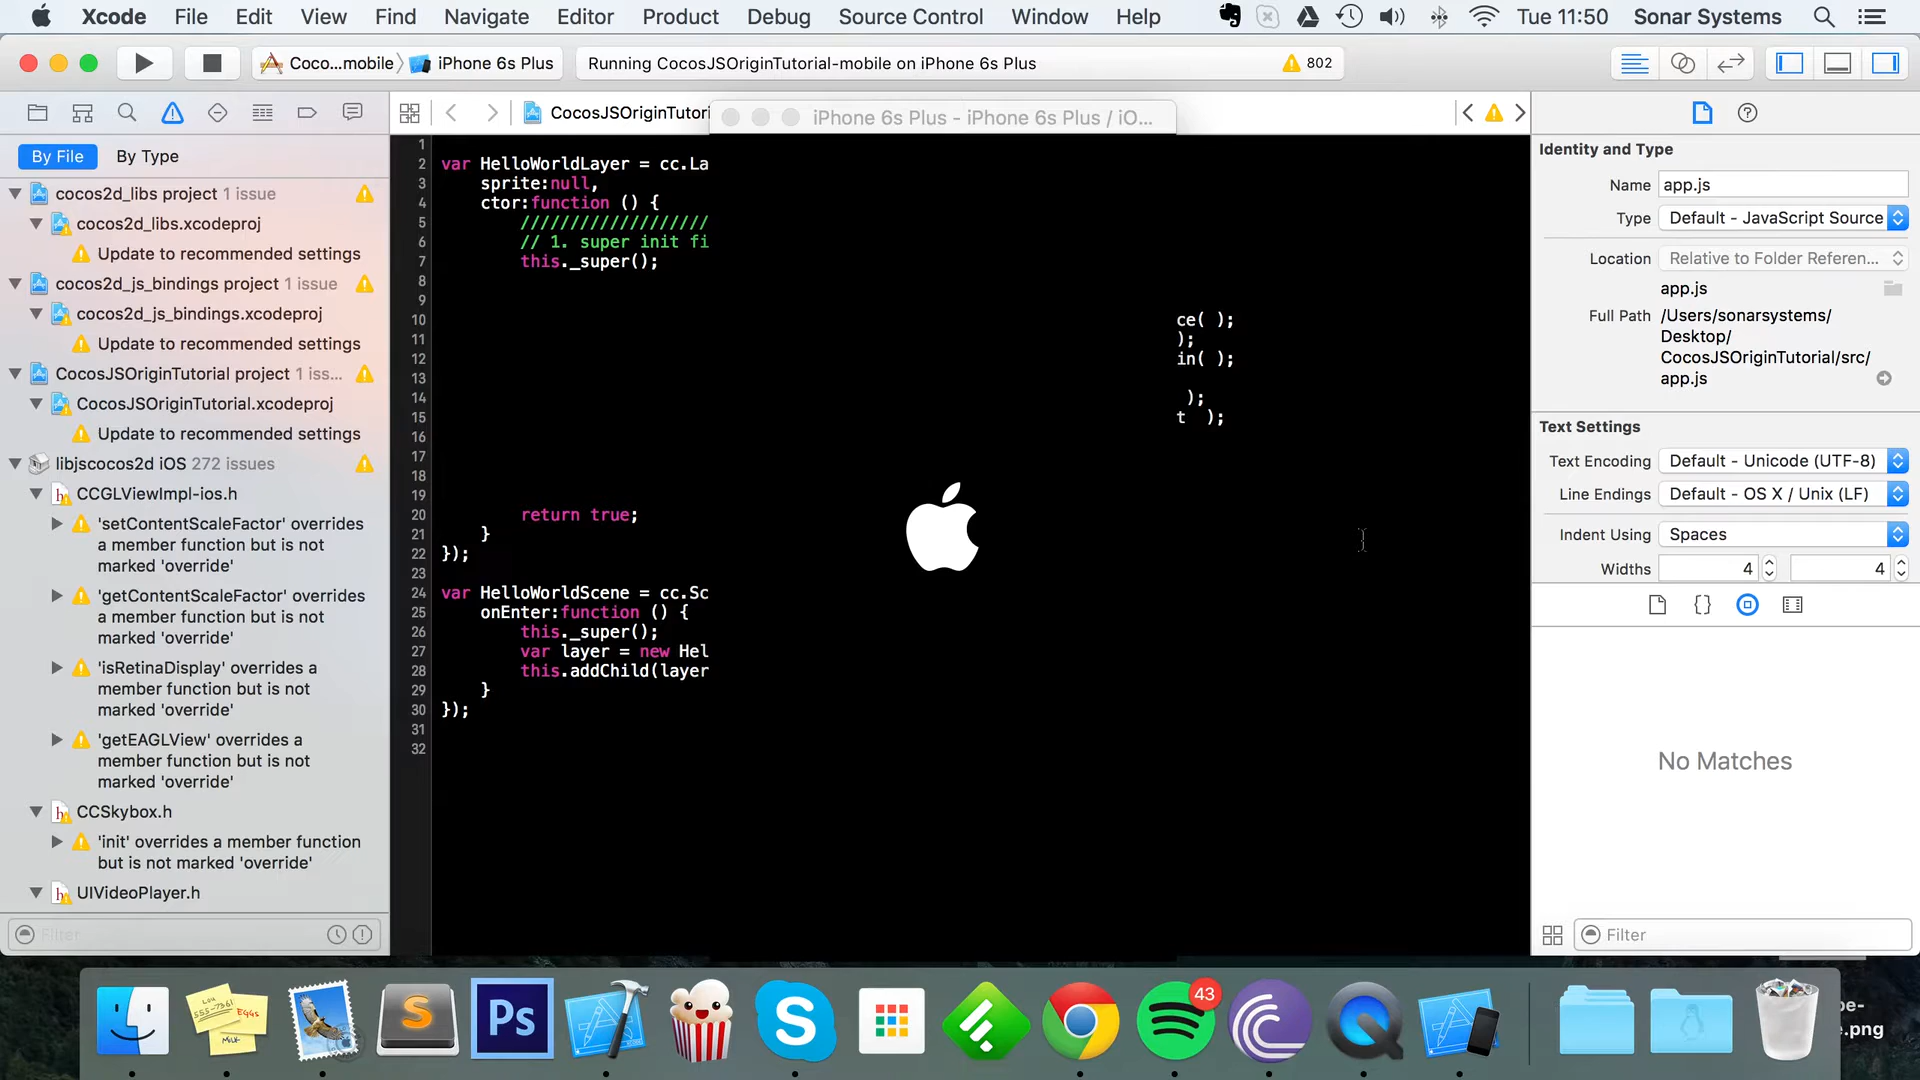 Xcode File Edit View Find Navigate Editor Product Debug Source Control Window Help Tue 11:50 Sonar Systems
Coco...mobile iPhone 6s Plus Running CocosJSOriginTutorial-mobile on iPhone 6s Plus 802
CocosJSOriginTutori
iPhone 6s Plus - iPhone 6s Plus / iO...
By File By Type
cocos2d_libs project 1 issue
cocos2d_libs.xcodeproj
Update to recommended settings
cocos2d_js_bindings project 1 issue
cocos2d_js_bindings.xcodeproj
Update to recommended settings
CocosJSOriginTutorial project 1 iss...
CocosJSOriginTutorial.xcodeproj
Update to recommended settings
libjscocos2d iOS 272 issues
CCGLViewImpl-ios.h
'setContentScaleFactor' overrides
a member function but is not
marked 'override'
'getContentScaleFactor' overrides
a member function but is not
marked 'override'
'isRetinaDisplay' overrides a
member function but is not
marked 'override'
'getEAGLView' overrides a
member function but is not
marked 'override'
CCSkybox.h
'init' overrides a member function
but is not marked 'override'
UIVideoPlayer.h
Filter
1
2 var HelloWorldLayer = cc.La
3 sprite:null,
4 ctor:function () {
5 ///////////////////
6 // 1. super init fi
7 this._super();
8
9
10 ce( );
11 );
12 in( );
13
14 );
15 t );
16
17
18
19
20 return true;
21 }
22 });
23
24 var HelloWorldScene = cc.Sc
25 onEnter:function () {
26 this._super();
27 var layer = new Hel
28 this.addChild(layer
29 }
30 });
31
32
Identity and Type
Name app.js
Type Default - JavaScript Source
Location Relative to Folder Referen...
app.js
Full Path /Users/sonarsystems/
Desktop/
CocosJSOriginTutorial/src/
app.js
Text Settings
Text Encoding Default - Unicode (UTF-8)
Line Endings Default - OS X / Unix (LF)
Indent Using Spaces
Widths 4 4
No Matches
Filter
LOU
555-7361
EGGS
MILK
S
Ps
S
43
pe-
e.png